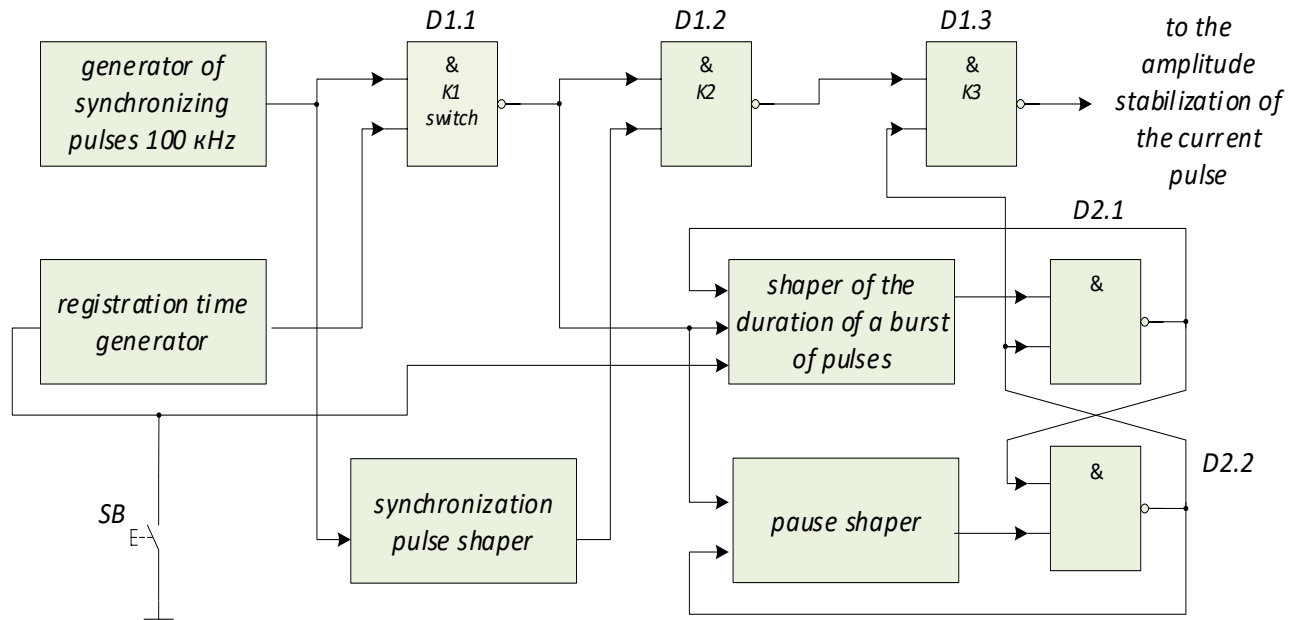 D1.1
D1.2
D1.3
generator of
synchronizing
pulses 100 кHz
&
K1
switch
&
K2
&
K3
to the
amplitude
stabilization of
the current
pulse
D2.1
registration time
generator
shaper of the
duration of a burst
of pulses
&
SB
synchronization
pulse shaper
pause shaper
&
D2.2